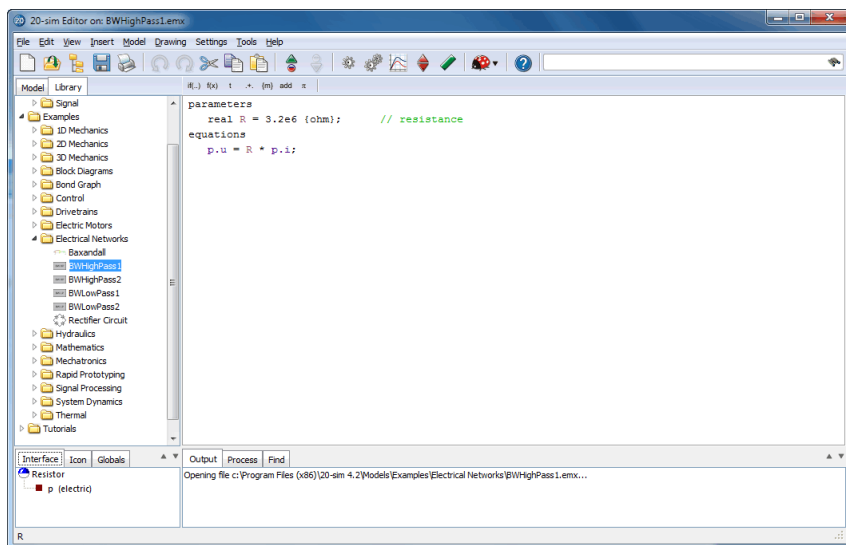 20-sim Editor on: BWHighPass1.emx
File Edit View Insert Model Drawing Settings Tools Help
Model Library
if(..) f(x) t .+. {m} add π
Signal
Examples
1D Mechanics
2D Mechanics
3D Mechanics
Block Diagrams
Bond Graph
Control
Drivetrains
Electric Motors
Electrical Networks
Baxandall
BWHighPass1
BWHighPass2
BWLowPass1
BWLowPass2
Rectifier Circuit
Hydraulics
Mathematics
Mechatronics
Rapid Prototyping
Signal Processing
System Dynamics
Thermal
Tutorials
parameters
real R = 3.2e6 {ohm}; // resistance
equations
p.u = R * p.i;
Interface Icon Globals
Resistor
p (electric)
Output Process Find
Opening file c:\Program Files (x86)\20-sim 4.2\Models\Examples\Electrical Networks\BWHighPass1.emx...
R